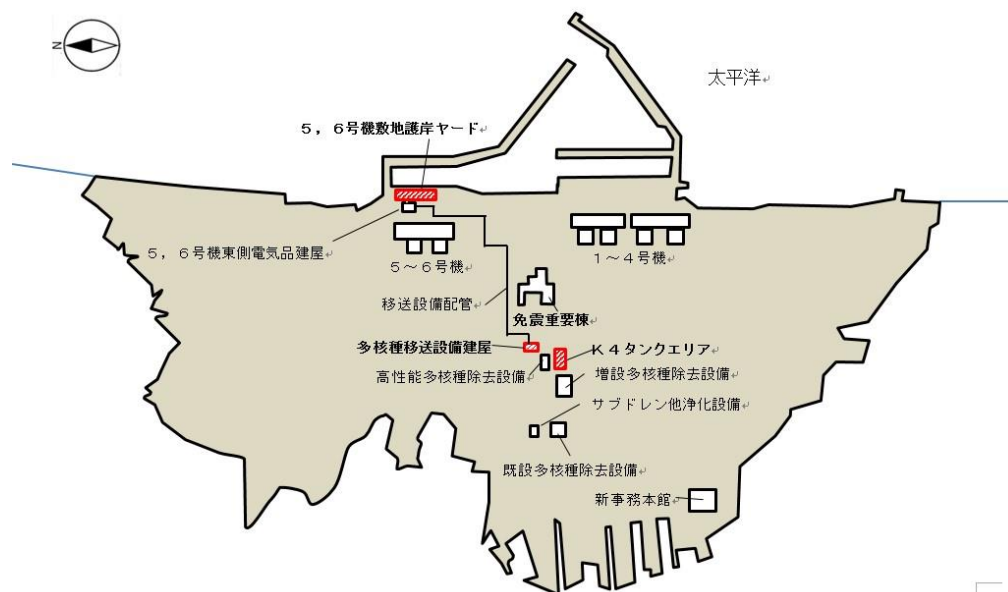 N
太平洋
５，６号機敷地護岸ヤード
５，６号機東側電気品建屋
５～６号機
１～４号機
移送設備配管
免震重要棟
多核種移送設備建屋
Ｋ４タンクエリア
高性能多核種除去設備
増設多核種除去設備
サブドレン他浄化設備
既設多核種除去設備
新事務本館